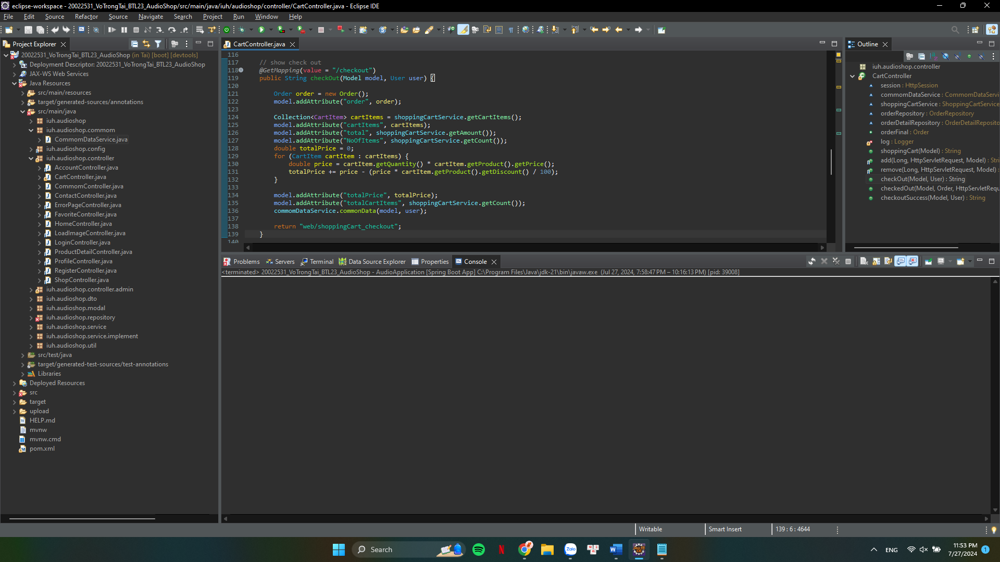 eclipse-workspace - 20022531_VoTrongTai_BTL23_AudioShop/src/main/java/iuh/audioshop/controller/CartController.java - Eclipse IDE
File Edit Source Refactor Source Navigate Search Project Run Window Help
Project Explorer
20022531_VoTrongTai_BTL23_AudioShop (in Tai) [boot] [devtools]
Deployment Descriptor: 20022531_VoTrongTai_BTL23_AudioShop
JAX-WS Web Services
Java Resources
src/main/resources
target/generated-sources/annotations
src/main/java
iuh.audioshop
iuh.audioshop.commom
CommomDataService.java
iuh.audioshop.config
iuh.audioshop.controller
AccountController.java
CartController.java
CommomController.java
ContactController.java
ErrorPageController.java
FavoriteController.java
HomeController.java
LoadImageController.java
LoginController.java
ProductDetailController.java
ProfileController.java
RegisterController.java
ShopController.java
iuh.audioshop.controller.admin
iuh.audioshop.dto
iuh.audioshop.modal
iuh.audioshop.repository
iuh.audioshop.service
iuh.audioshop.service.implement
iuh.audioshop.util
src/test/java
target/generated-test-sources/test-annotations
Libraries
Deployed Resources
src
target
upload
HELP.md
mvnw
mvnw.cmd
pom.xml
CartController.java
116
117 // show check out
118 @GetMapping(value = "/checkout")
119 public String checkOut(Model model, User user) {
120
121 Order order = new Order();
122 model.addAttribute("order", order);
123
124 Collection<CartItem> cartItems = shoppingCartService.getCartItems();
125 model.addAttribute("cartItems", cartItems);
126 model.addAttribute("total", shoppingCartService.getAmount());
127 model.addAttribute("NoOfItems", shoppingCartService.getCount());
128 double totalPrice = 0;
129 for (CartItem cartItem : cartItems) {
130 double price = cartItem.getQuantity() * cartItem.getProduct().getPrice();
131 totalPrice += price - (price * cartItem.getProduct().getDiscount() / 100);
132 }
133
134 model.addAttribute("totalPrice", totalPrice);
135 model.addAttribute("totalCartItems", shoppingCartService.getCount());
136 commomDataService.commonData(model, user);
137
138 return "web/shoppingCart_checkout";
139 }
140
Outline
iuh.audioshop.controller
CartController
session : HttpSession
commomDataService : CommomDataServi
shoppingCartService : ShoppingCartService
orderRepository : OrderRepository
orderDetailRepository : OrderDetailReposito
orderFinal : Order
log : Logger
shoppingCart(Model) : String
add(Long, HttpServletRequest, Model) : Stri
remove(Long, HttpServletRequest, Model) :
checkOut(Model, User) : String
checkedOut(Model, Order, HttpServletRequ
checkoutSuccess(Model, User) : String
Problems Servers Terminal Data Source Explorer Properties Console
<terminated> 20022531_VoTrongTai_BTL23_AudioShop - AudioApplication [Spring Boot App] C:\Program Files\Java\jdk-21\bin\javaw.exe (Jul 27, 2024, 7:58:47 PM – 10:16:13 PM) [pid: 39008]
Writable Smart Insert 139 : 6 : 4644
Search
Zalo
ENG
11:53 PM
7/27/2024
1